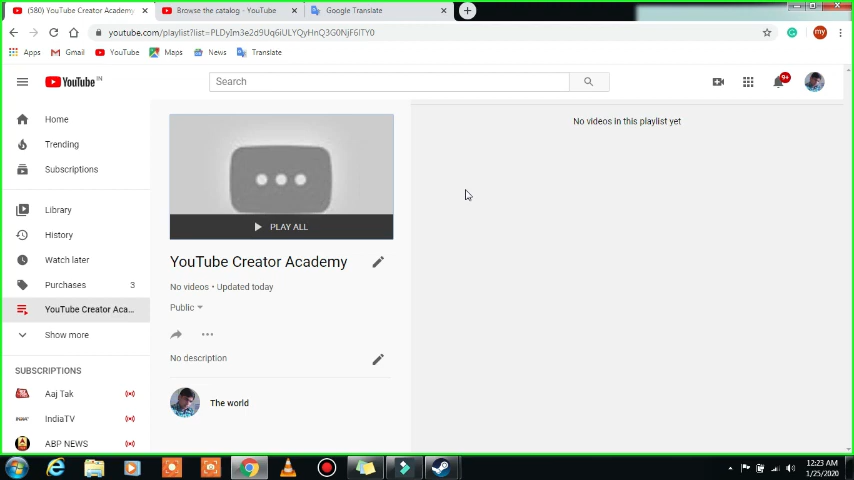 (580) YouTube Creator Academy
Browse the catalog - YouTube
Google Translate
youtube.com/playlist?list=PLDyIm3e2d9Uq6iULYQyHnQ3G0NjF6lTY0
my
Apps
Gmail
YouTube
Maps
News
Translate
YouTube IN
Search
9+
Home
Trending
Subscriptions
Library
History
Watch later
Purchases 3
YouTube Creator Aca...
Show more
SUBSCRIPTIONS
Aaj Tak
IndiaTV
ABP NEWS
PLAY ALL
YouTube Creator Academy
No videos • Updated today
Public
No description
The world
No videos in this playlist yet
12:23 AM
1/25/2020